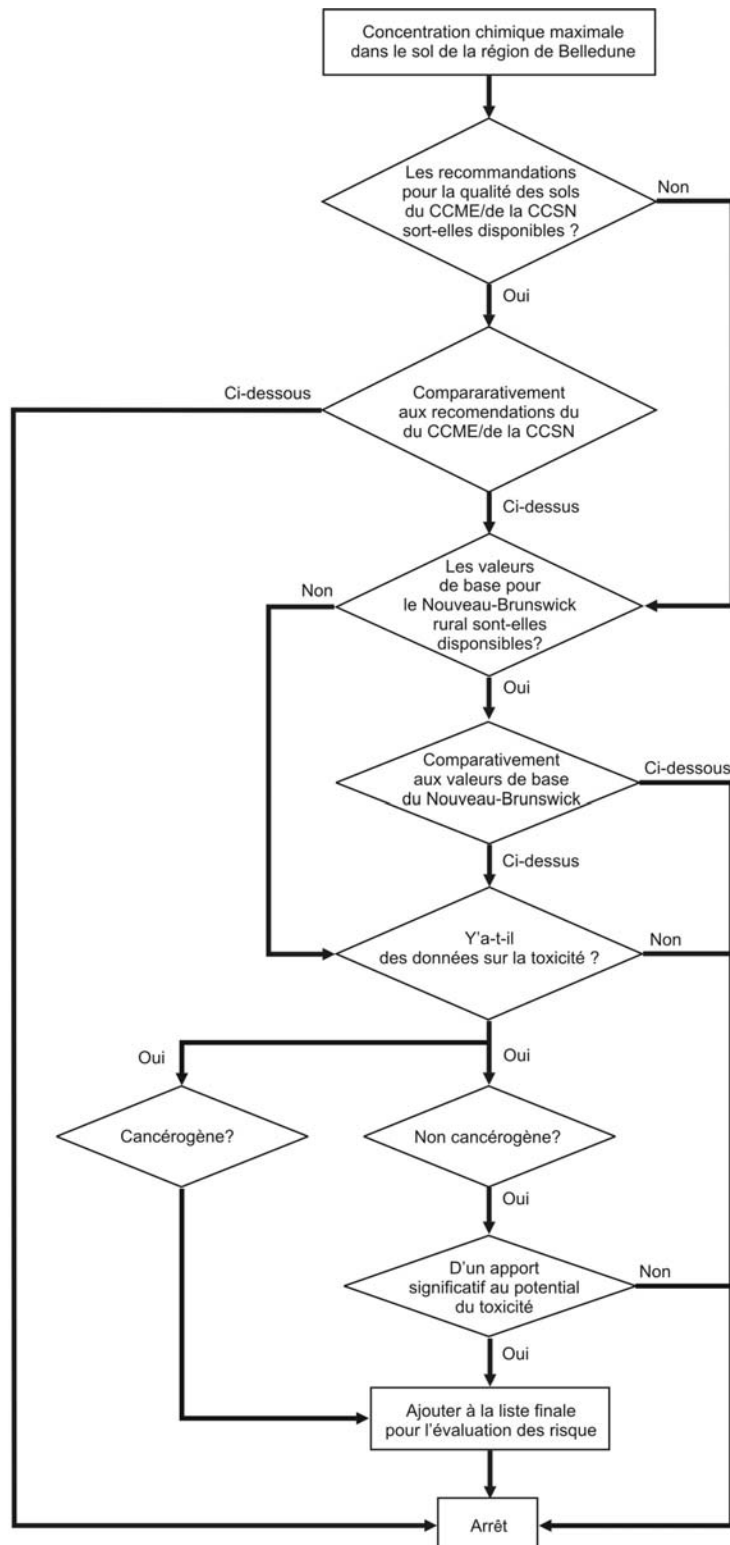 Concentration chimique maximale
dans le sol de la région de Belledune
Les recommandations
pour la qualité des sols
du CCME/de la CCSN
sort-elles disponibles ?
Non
Oui
Ci-dessous
Compararativement
aux recomendations du
du CCME/de la CCSN
Ci-dessus
Les valeurs
de base pour
le Nouveau-Brunswick
rural sont-elles
disponsibles?
Non
Oui
Comparativement
aux valeurs de base
du Nouveau-Brunswick
Ci-dessous
Ci-dessus
Y'a-t-il
des données sur la toxicité ?
Non
Oui
Oui
Cancérogène?
Non cancérogène?
Oui
D'un apport
significatif au potential
du toxicité
Non
Oui
Ajouter à la liste finale
pour l'évaluation des risque
Arrêt